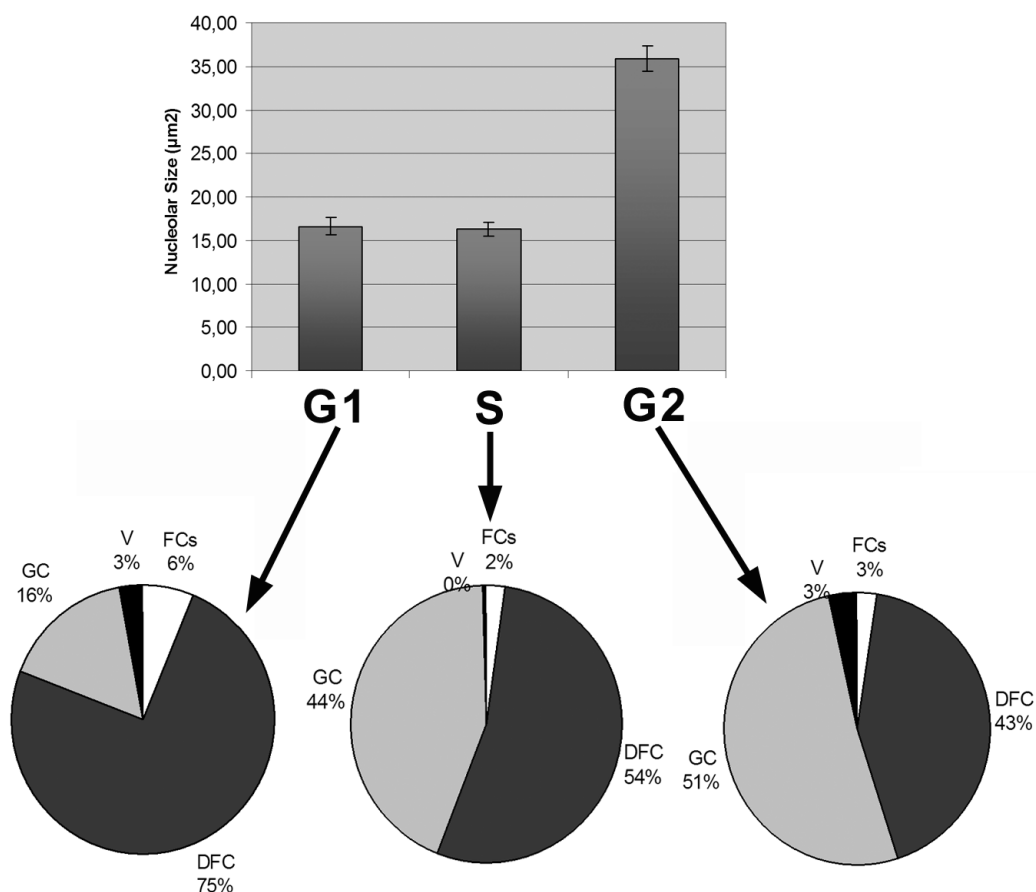 40,00
35,00
30,00
25,00
20,00
15,00
10,00
5,00
0,00
Nucleolar Size (µm2)
G1
S
G2
V
3%
FCs
6%
GC
16%
DFC
75%
V
0%
FCs
2%
GC
44%
DFC
54%
V
3%
FCs
3%
GC
51%
DFC
43%